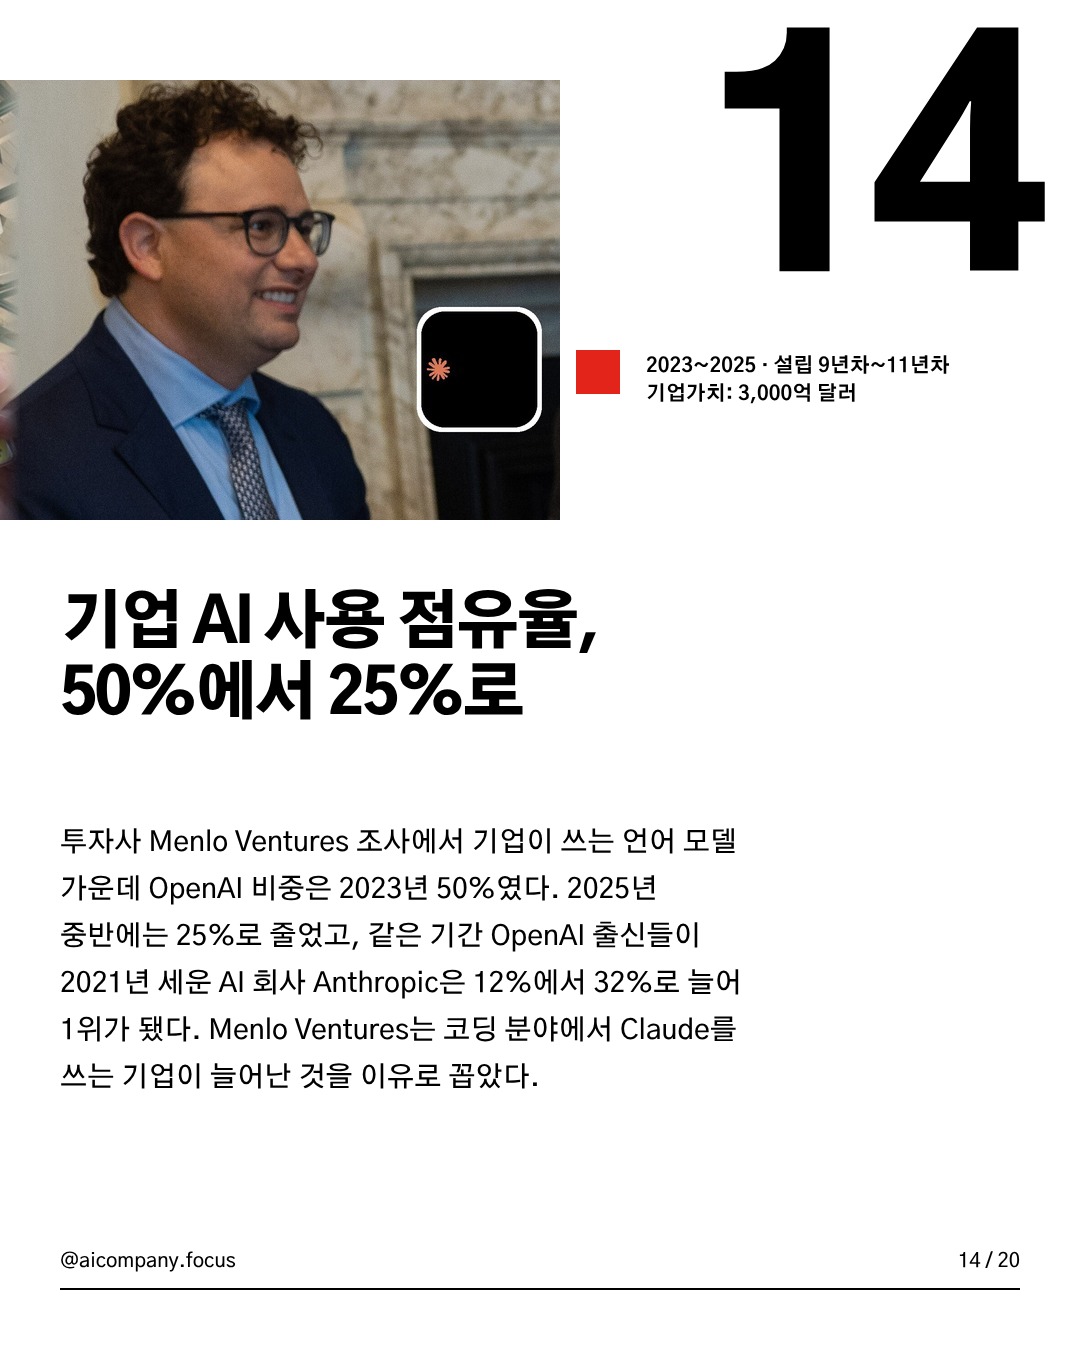 14
2023~2025 · 설립 9년차~11년차
기업가치: 3,000억 달러
기업 AI 사용 점유율,
50%에서 25%로
투자사 Menlo Ventures 조사에서 기업이 쓰는 언어 모델
가운데 OpenAI 비중은 2023년 50%였다. 2025년
중반에는 25%로 줄었고, 같은 기간 OpenAI 출신들이
2021년 세운 AI 회사 Anthropic은 12%에서 32%로 늘어
1위가 됐다. Menlo Ventures는 코딩 분야에서 Claude를
쓰는 기업이 늘어난 것을 이유로 꼽았다.
@aicompany.focus
14 / 20